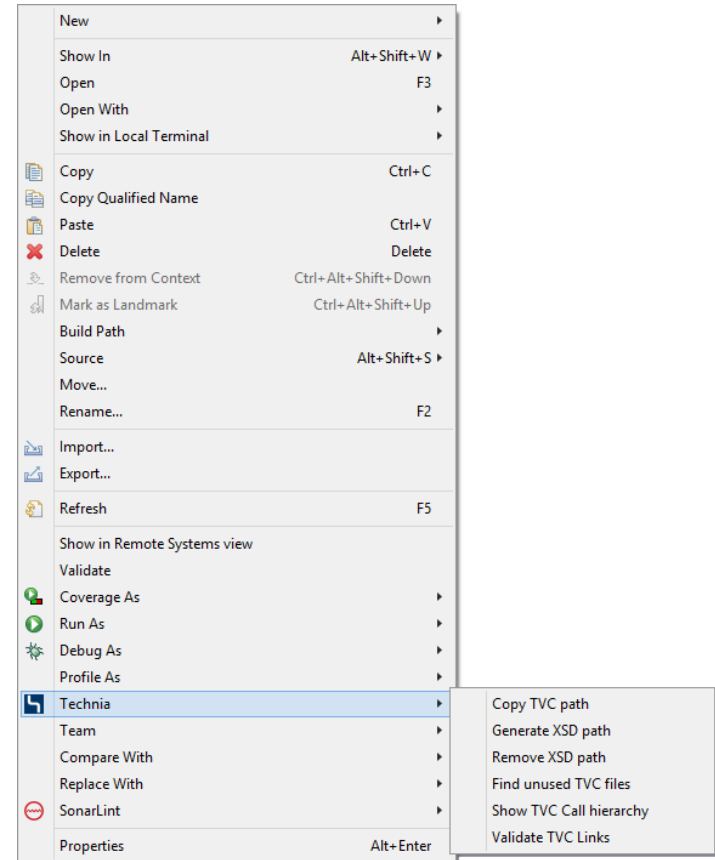 New
Show In Alt+Shift+W
Open F3
Open With
Show in Local Terminal
Copy Ctrl+C
Copy Qualified Name
Paste Ctrl+V
Delete Delete
Remove from Context Ctrl+Alt+Shift+Down
Mark as Landmark Ctrl+Alt+Shift+Up
Build Path
Source Alt+Shift+S
Move...
Rename... F2
Import...
Export...
Refresh F5
Show in Remote Systems view
Validate
Coverage As
Run As
Debug As
Profile As
Technia Copy TVC path
Team Generate XSD path
Compare With Remove XSD path
Replace With Find unused TVC files
SonarLint Show TVC Call hierarchy
Validate TVC Links
Properties Alt+Enter